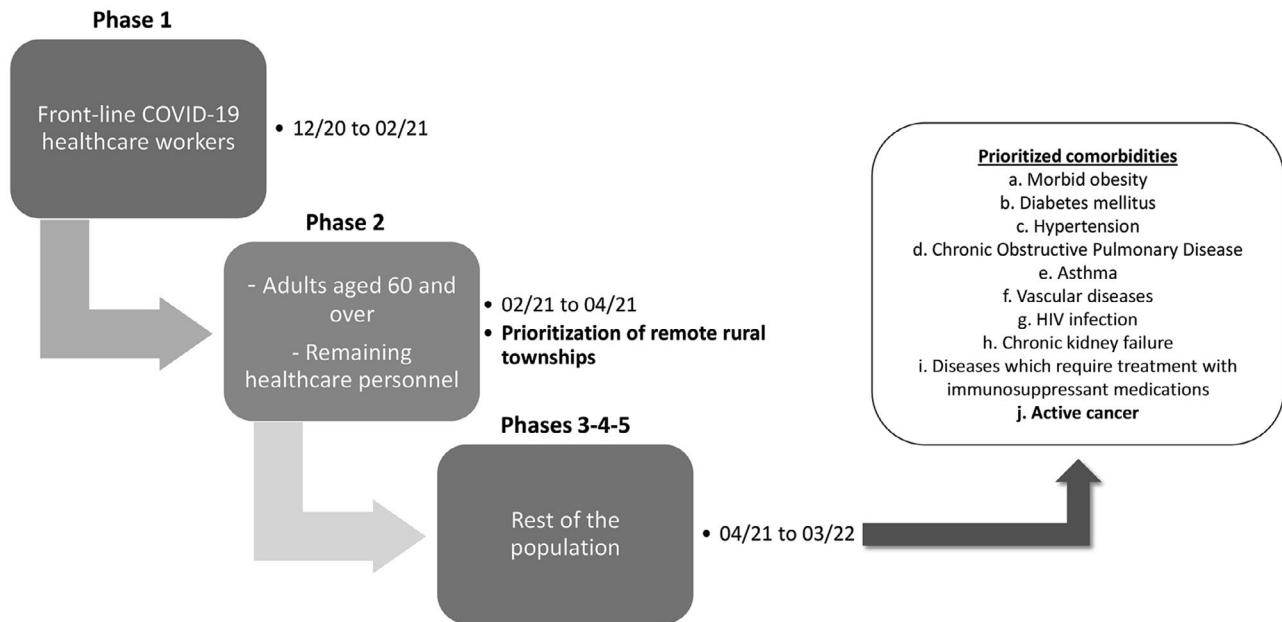 Phase 1
Front-line COVID-19
healthcare workers
• 12/20 to 02/21
Phase 2
- Adults aged 60 and
over
- Remaining
healthcare personnel
• 02/21 to 04/21
• Prioritization of remote rural
townships
Phases 3-4-5
Rest of the
population
• 04/21 to 03/22
Prioritized comorbidities
a. Morbid obesity
b. Diabetes mellitus
c. Hypertension
d. Chronic Obstructive Pulmonary Disease
e. Asthma
f. Vascular diseases
g. HIV infection
h. Chronic kidney failure
i. Diseases which require treatment with
immunosuppressant medications
j. Active cancer